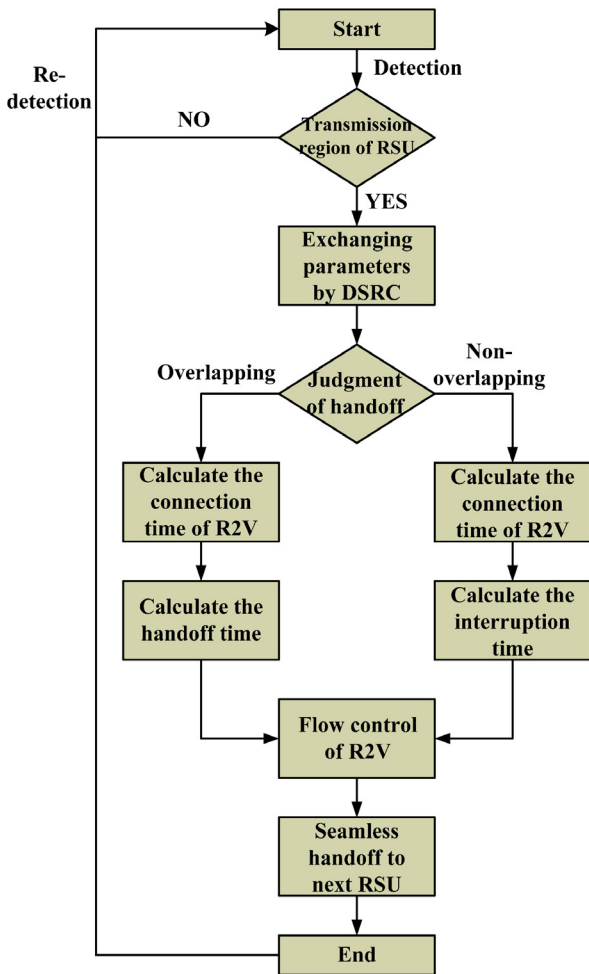 Start
Re-
detection
Detection
NO
Transmission
region of RSU
YES
Exchanging
parameters
by DSRC
Overlapping
Judgment
of handoff
Non-
overlapping
Calculate the
connection
time of R2V
Calculate the
connection
time of R2V
Calculate the
handoff time
Calculate the
interruption
time
Flow control
of R2V
Seamless
handoff to
next RSU
End